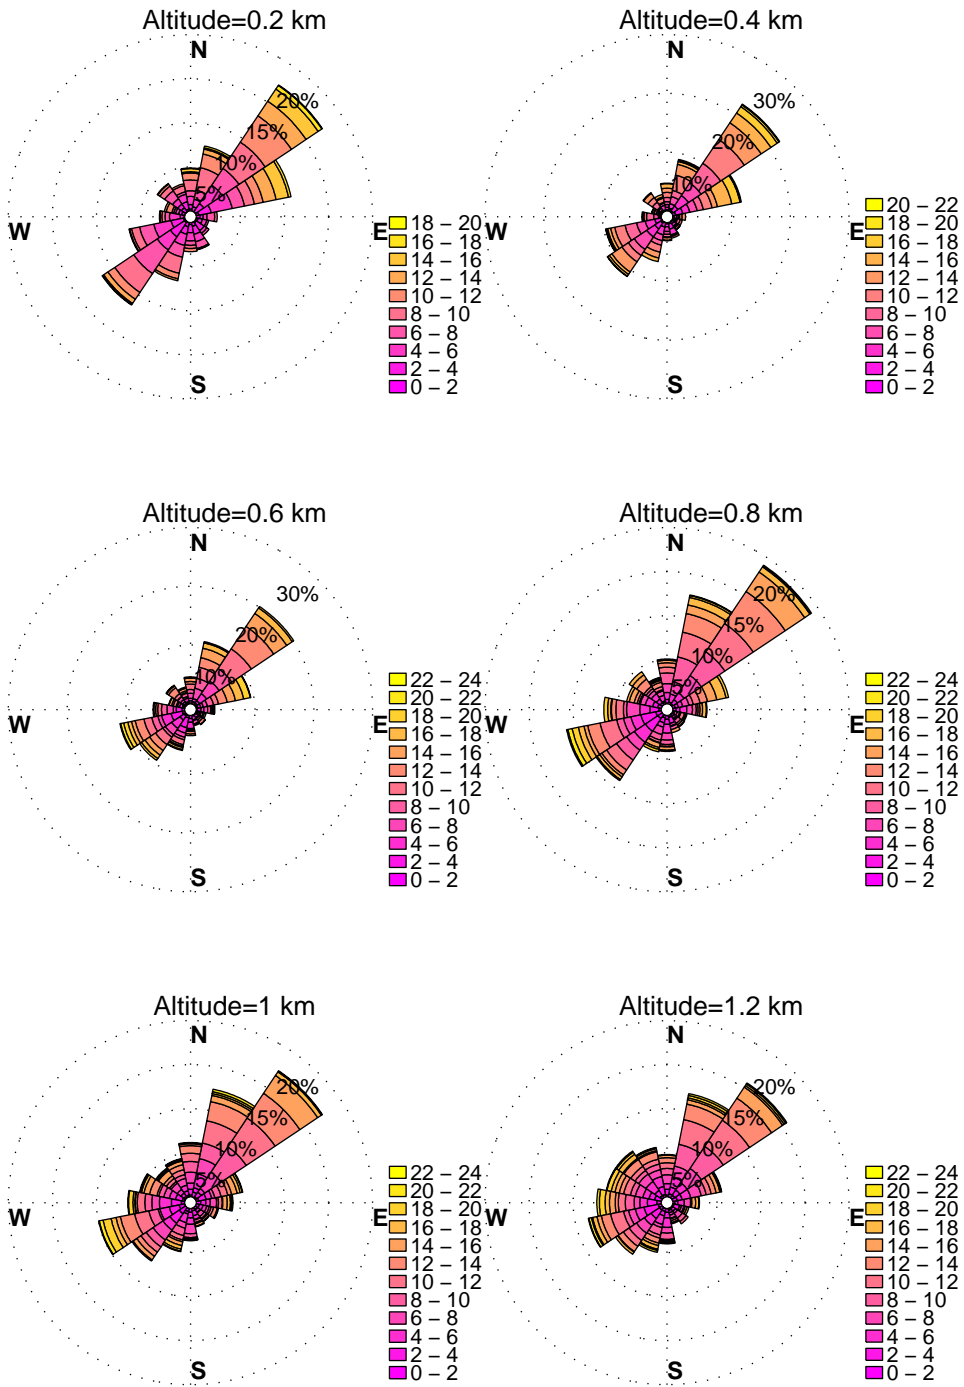 Altitude=0.2 km
N
20%
15%
10%
5%
W
E
S
18 – 20
16 – 18
14 – 16
12 – 14
10 – 12
8 – 10
6 – 8
4 – 6
2 – 4
0 – 2
Altitude=0.4 km
N
30%
20%
10%
W
E
S
20 – 22
18 – 20
16 – 18
14 – 16
12 – 14
10 – 12
8 – 10
6 – 8
4 – 6
2 – 4
0 – 2
Altitude=0.6 km
N
30%
20%
10%
W
E
S
22 – 24
20 – 22
18 – 20
16 – 18
14 – 16
12 – 14
10 – 12
8 – 10
6 – 8
4 – 6
2 – 4
0 – 2
Altitude=0.8 km
N
20%
15%
10%
5%
W
S
22 – 24
20 – 22
18 – 20
16 – 18
14 – 16
12 – 14
10 – 12
8 – 10
6 – 8
4 – 6
2 – 4
0 – 2
Altitude=1 km
N
20%
15%
10%
5%
W
E
S
22 – 24
20 – 22
18 – 20
16 – 18
14 – 16
12 – 14
10 – 12
8 – 10
6 – 8
4 – 6
2 – 4
0 – 2
Altitude=1.2 km
N
20%
15%
10%
5%
W
S
22 – 24
20 – 22
18 – 20
16 – 18
14 – 16
12 – 14
10 – 12
8 – 10
6 – 8
4 – 6
2 – 4
0 – 2